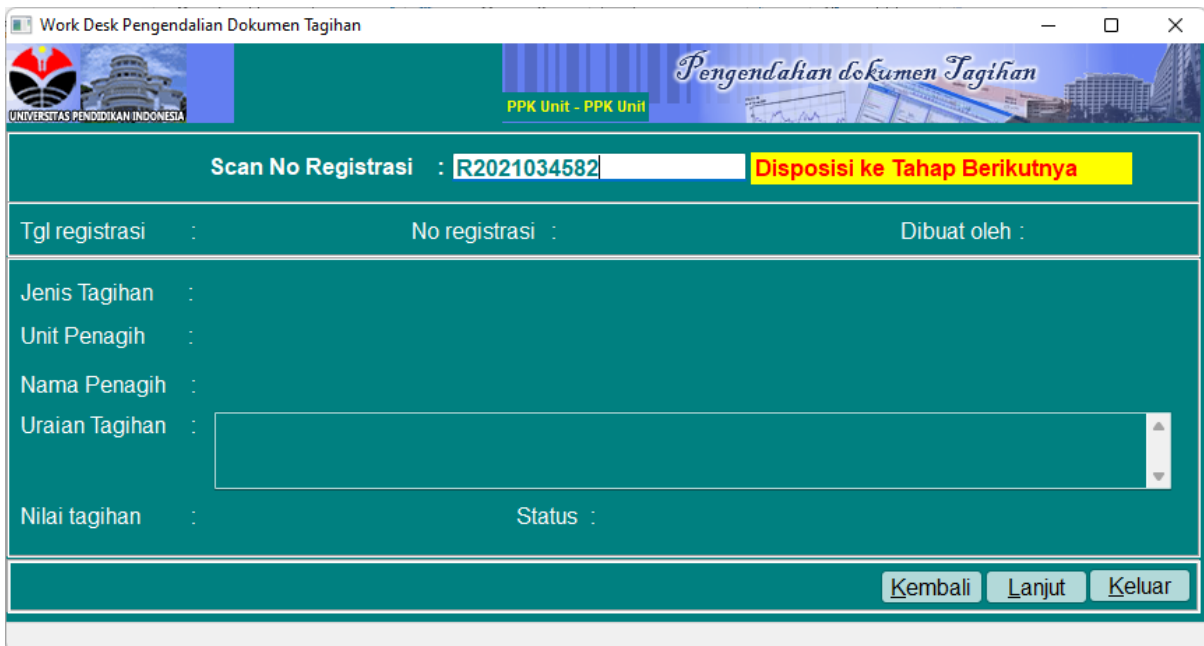 Work Desk Pengendalian Dokumen Tagihan
Pengendalian dokumen Tagihan
PPK Unit - PPK Unit
UNIVERSITAS PENDIDIKAN INDONESIA
Scan No Registrasi : R2021034582 Disposisi ke Tahap Berikutnya
Tgl registrasi : No registrasi : Dibuat oleh :
Jenis Tagihan :
Unit Penagih :
Nama Penagih :
Uraian Tagihan :
Nilai tagihan : Status :
Kembali Lanjut Keluar